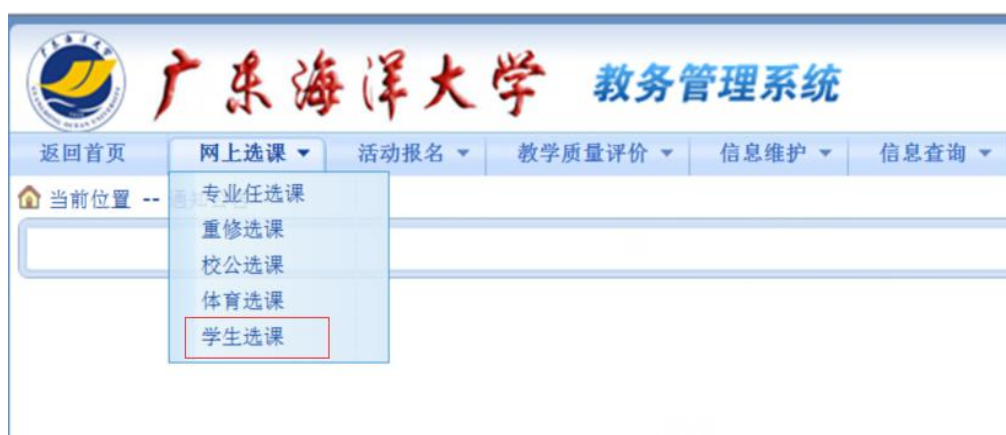 广东海洋大学 教务管理系统
返回首页 网上选课 活动报名 教学质量评价 信息维护 信息查询
当前位置 --
专业任选课
重修选课
校公选课
体育选课
学生选课